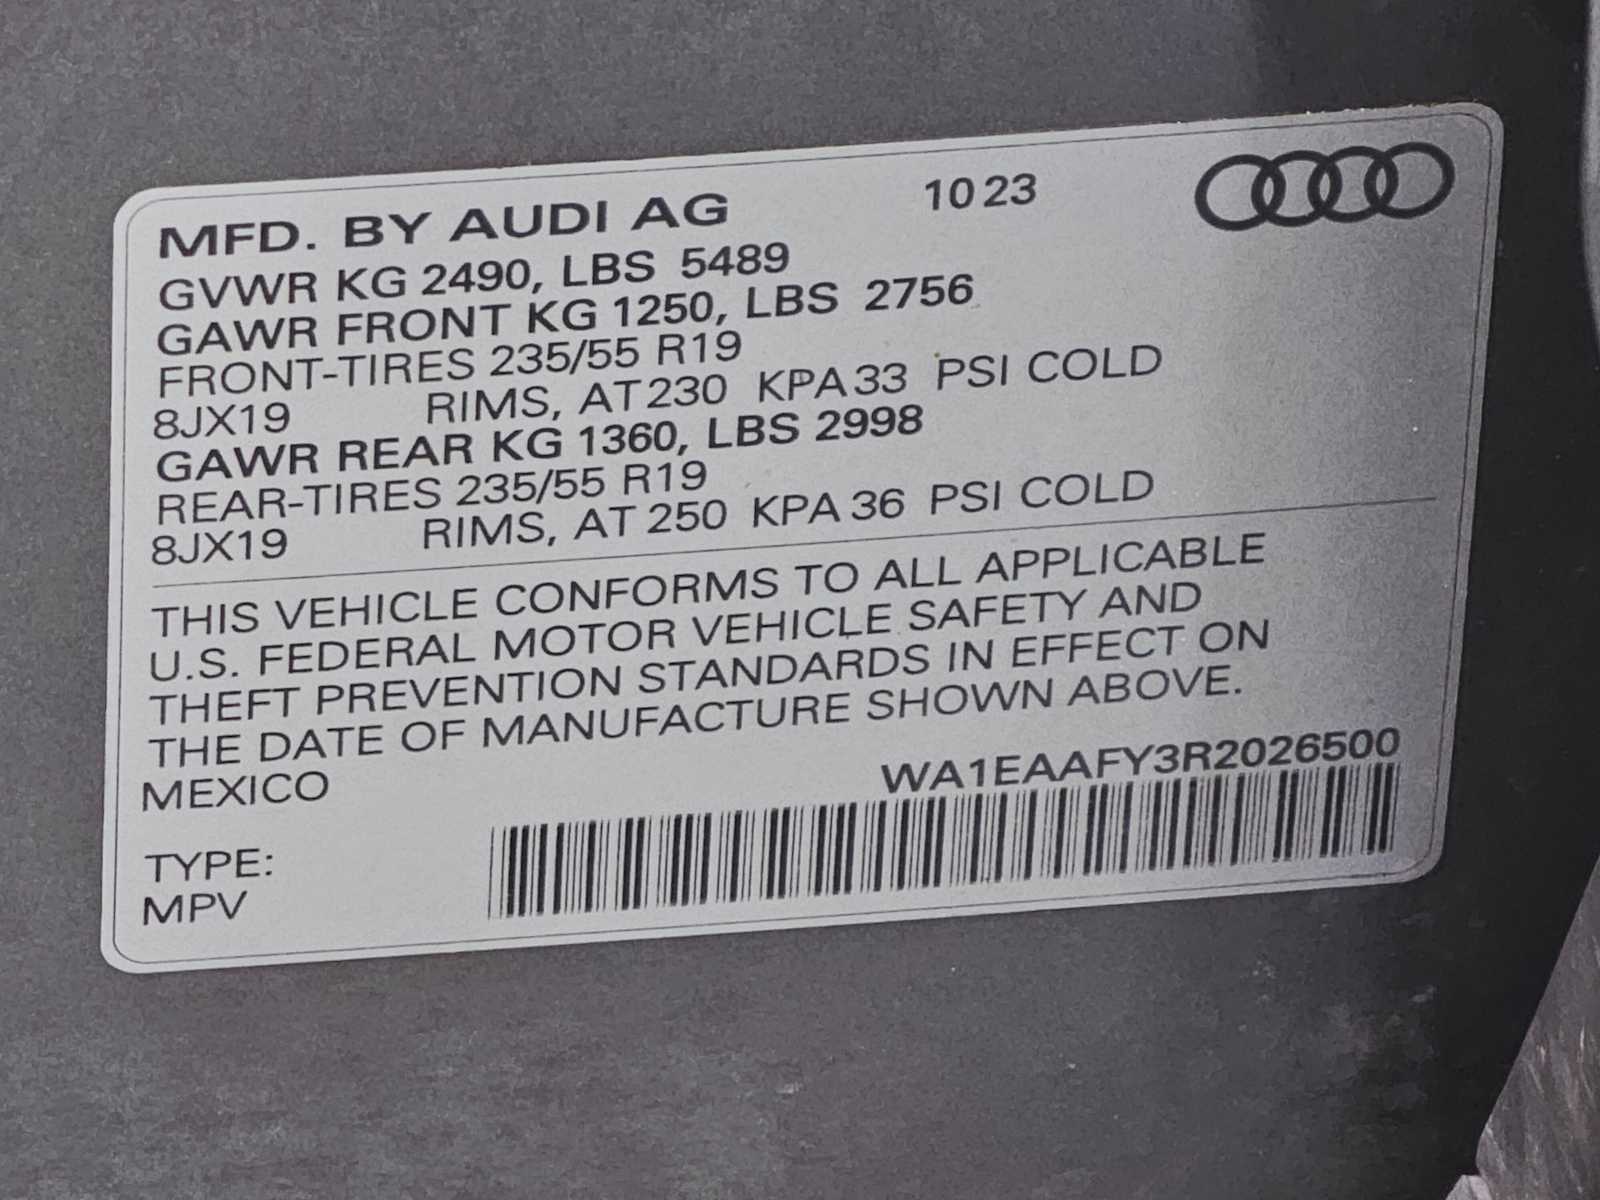 MFD. BY AUDI AG 10 23
GVWR KG 2490, LBS 5489
GAWR FRONT KG 1250, LBS 2756
FRONT-TIRES 235/55 R19
8JX19 RIMS, AT 230 KPA 33 PSI COLD
GAWR REAR KG 1360, LBS 2998
REAR-TIRES 235/55 R19
8JX19 RIMS, AT 250 KPA 36 PSI COLD
THIS VEHICLE CONFORMS TO ALL APPLICABLE
U.S. FEDERAL MOTOR VEHICLE SAFETY AND
THEFT PREVENTION STANDARDS IN EFFECT ON
THE DATE OF MANUFACTURE SHOWN ABOVE.
MEXICO WA1EAAFY3R2026500
TYPE:
MPV